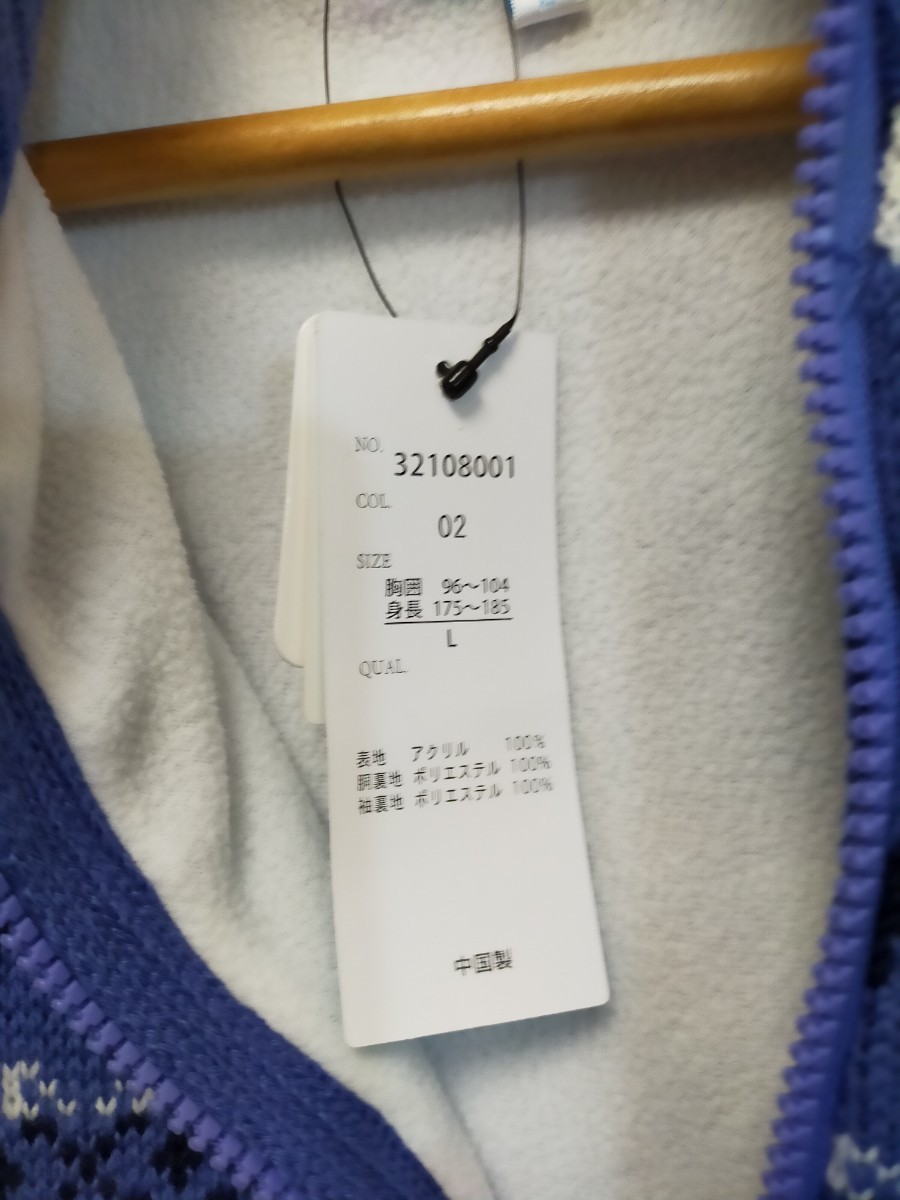 NO.
32108001
COL.
02
SIZE
胸囲 96～104
身長 175～185
L
QUAL.
表地 アクリル 100%
胴裏地 ポリエステル 100%
袖裏地 ポリエステル 100%
中国製